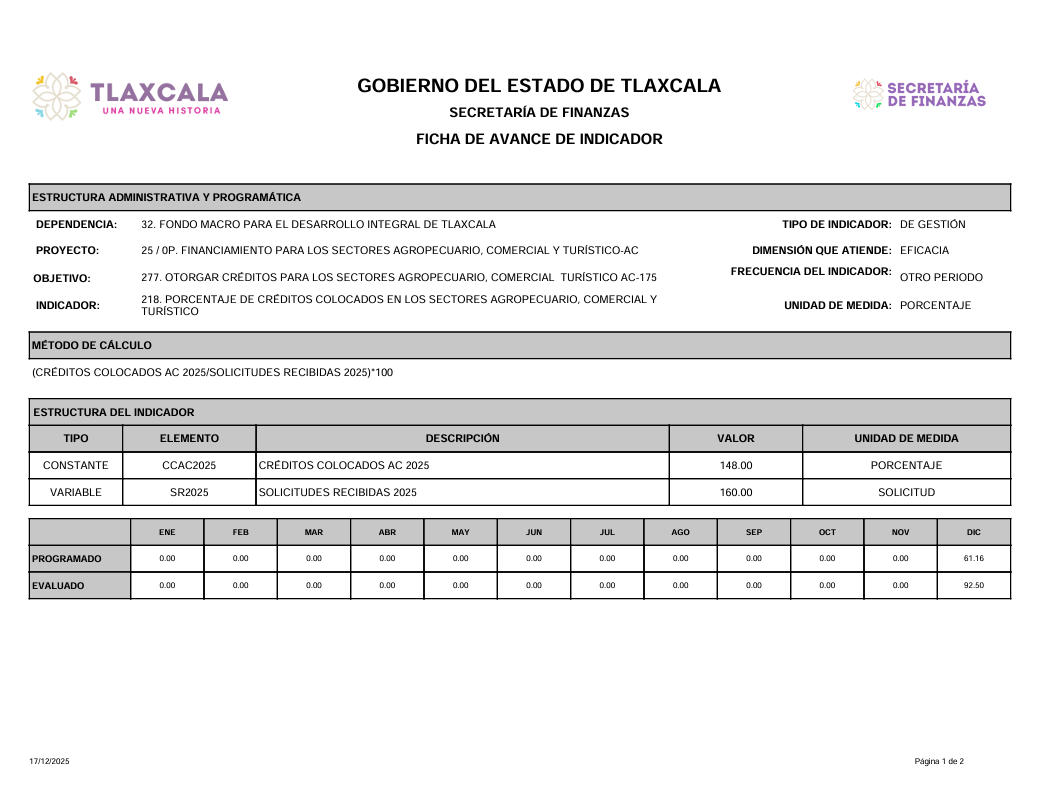 TLAXCALA
UNA NUEVA HISTORIA
GOBIERNO DEL ESTADO DE TLAXCALA
SECRETARÍA DE FINANZAS
FICHA DE AVANCE DE INDICADOR
SECRETARÍA
DE FINANZAS
ESTRUCTURA ADMINISTRATIVA Y PROGRAMÁTICA
DEPENDENCIA: 32. FONDO MACRO PARA EL DESARROLLO INTEGRAL DE TLAXCALA TIPO DE INDICADOR: DE GESTIÓN
PROYECTO: 25 / 0P. FINANCIAMIENTO PARA LOS SECTORES AGROPECUARIO, COMERCIAL Y TURÍSTICO-AC DIMENSIÓN QUE ATIENDE: EFICACIA
OBJETIVO: 277. OTORGAR CRÉDITOS PARA LOS SECTORES AGROPECUARIO, COMERCIAL  TURÍSTICO AC-175 FRECUENCIA DEL INDICADOR: OTRO PERIODO
INDICADOR: 218. PORCENTAJE DE CRÉDITOS COLOCADOS EN LOS SECTORES AGROPECUARIO, COMERCIAL Y
TURÍSTICO UNIDAD DE MEDIDA: PORCENTAJE
MÉTODO DE CÁLCULO
(CRÉDITOS COLOCADOS AC 2025/SOLICITUDES RECIBIDAS 2025)*100
ESTRUCTURA DEL INDICADOR
TIPO ELEMENTO DESCRIPCIÓN VALOR UNIDAD DE MEDIDA
CONSTANTE CCAC2025 CRÉDITOS COLOCADOS AC 2025 148.00 PORCENTAJE
VARIABLE SR2025 SOLICITUDES RECIBIDAS 2025 160.00 SOLICITUD
ENE FEB MAR ABR MAY JUN JUL AGO SEP OCT NOV DIC
PROGRAMADO 0.00 0.00 0.00 0.00 0.00 0.00 0.00 0.00 0.00 0.00 0.00 61.16
EVALUADO 0.00 0.00 0.00 0.00 0.00 0.00 0.00 0.00 0.00 0.00 0.00 92.50
17/12/2025 Página 1 de 2